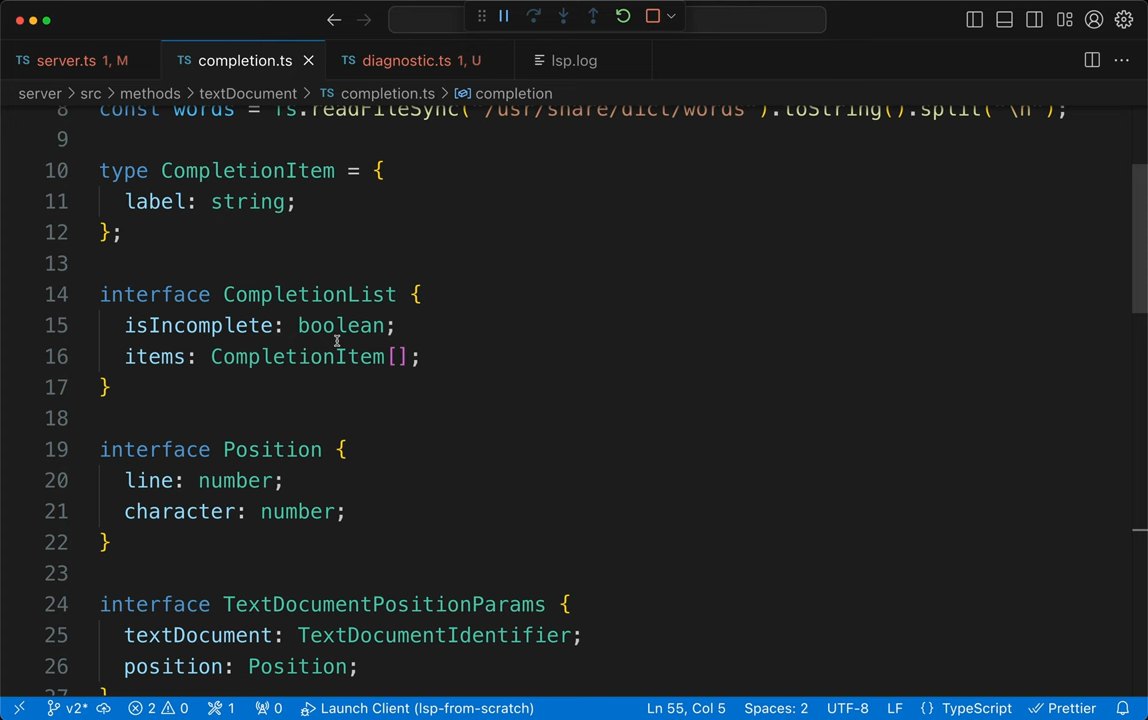 TS server.ts 1, M TS completion.ts TS diagnostic.ts 1, U lsp.log
server > src > methods > textDocument > TS completion.ts > completion
8 const words = fs.readFileSync("/usr/share/dict/words").toString().split("\n");
9
10 type CompletionItem = {
11 label: string;
12 };
13
14 interface CompletionList {
15 isIncomplete: boolean;
16 items: CompletionItem[];
17 }
18
19 interface Position {
20 line: number;
21 character: number;
22 }
23
24 interface TextDocumentPositionParams {
25 textDocument: TextDocumentIdentifier;
26 position: Position;
27 }
v2* 2 0 1 0 Launch Client (lsp-from-scratch) Ln 55, Col 5 Spaces: 2 UTF-8 LF {} TypeScript Prettier